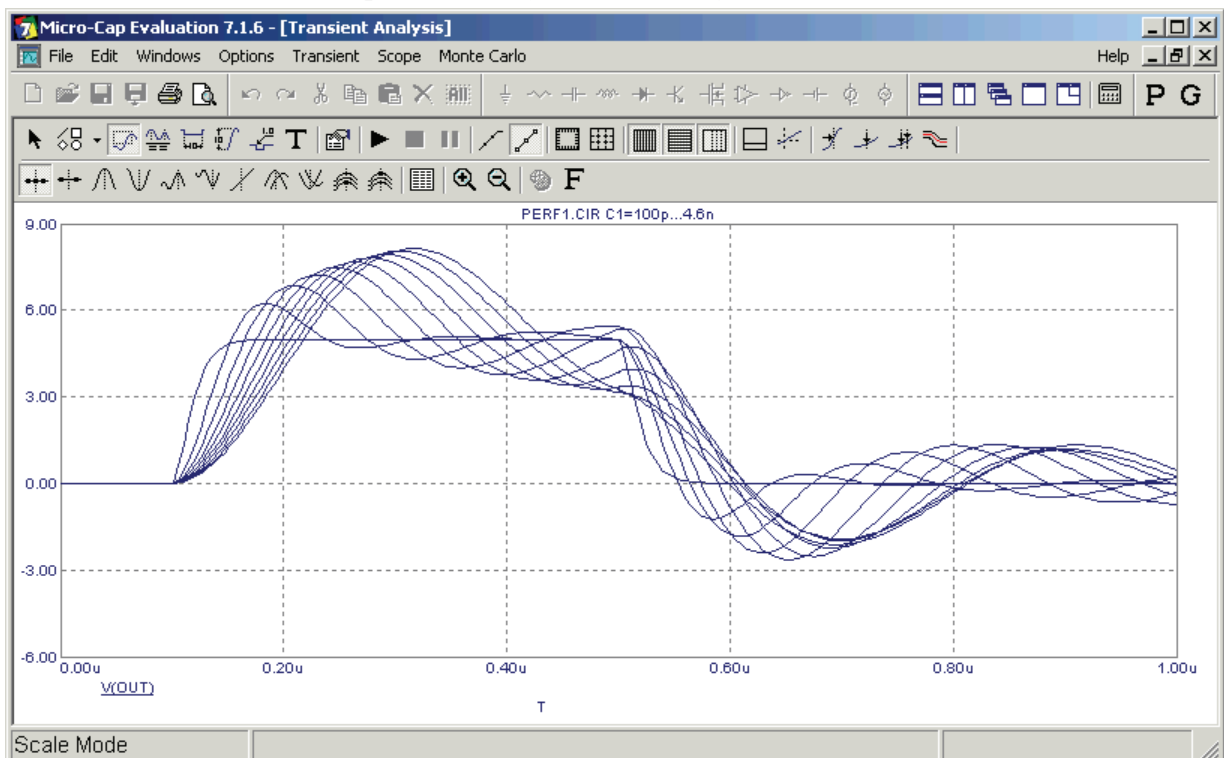 Micro-Cap Evaluation 7.1.6 - [Transient Analysis]
File Edit Windows Options Transient Scope Monte Carlo Help
P G
T
F
PERF1.CIR C1=100p...4.6n
9.00
6.00
3.00
0.00
-3.00
-6.00
0.00u 0.20u 0.40u 0.60u 0.80u 1.00u
V(OUT)
T
Scale Mode